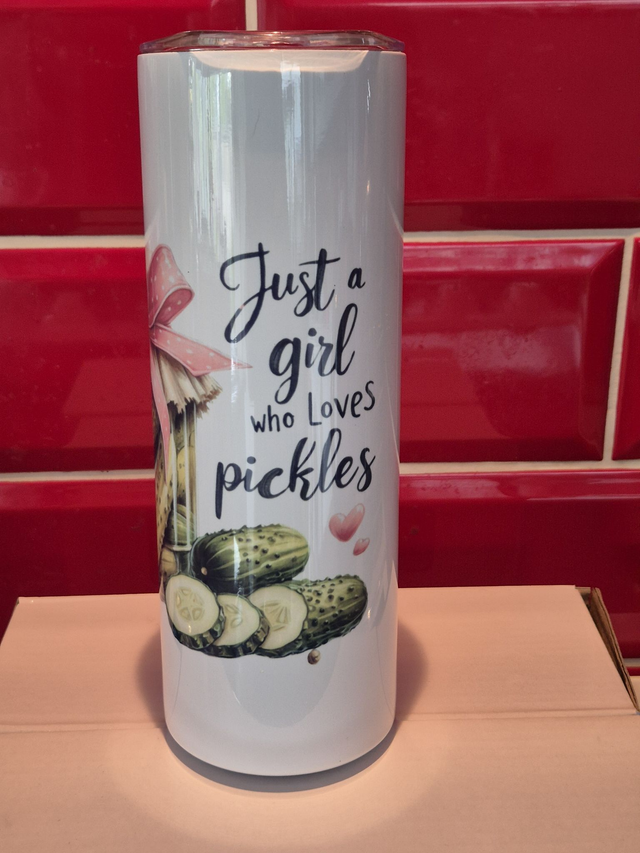 Just a
girl
who Loves
pickles